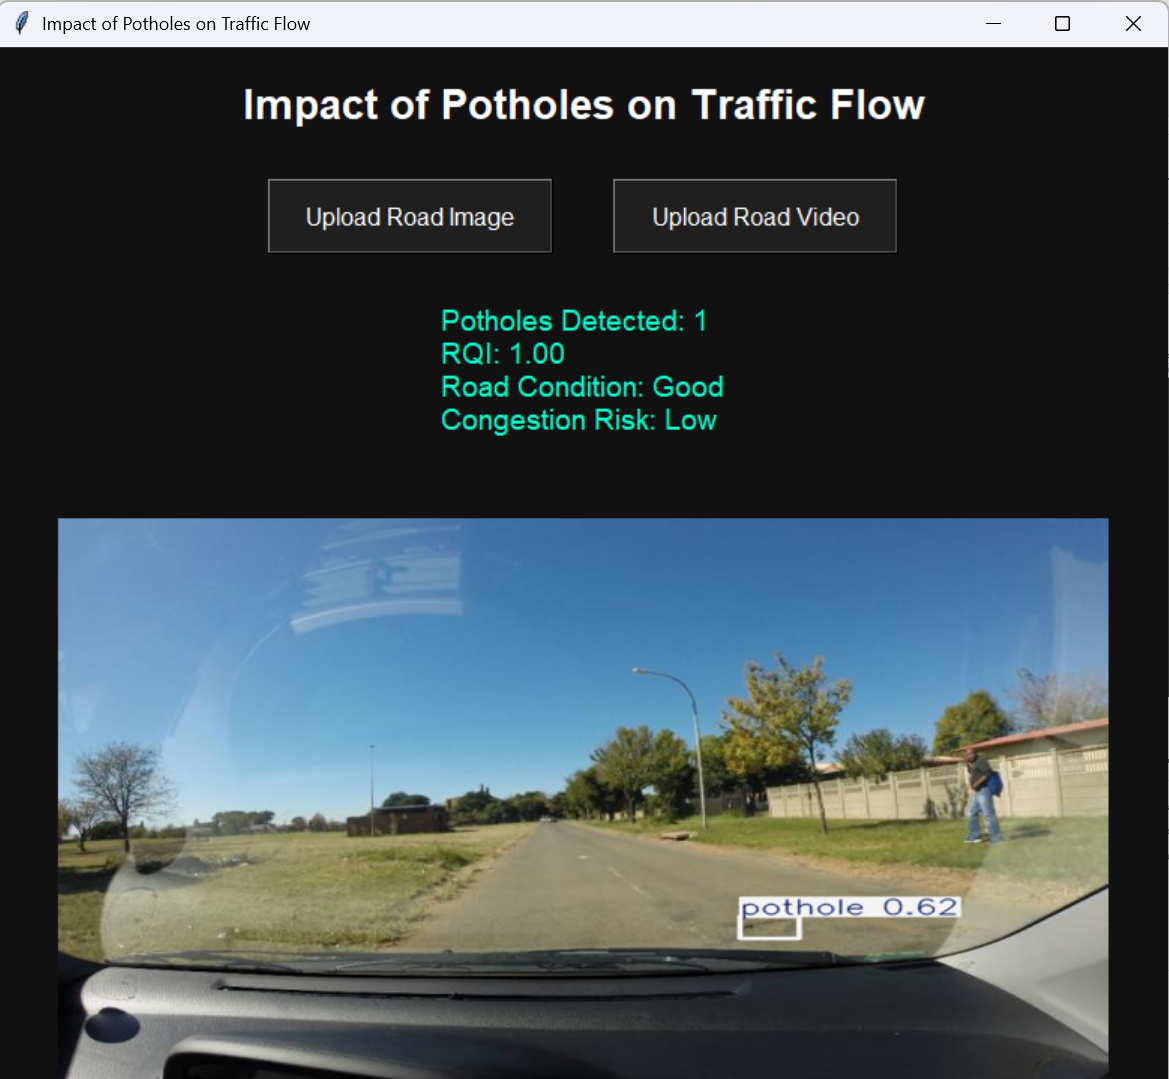 Impact of Potholes on Traffic Flow
Impact of Potholes on Traffic Flow
Upload Road Image
Upload Road Video
Potholes Detected: 1
RQI: 1.00
Road Condition: Good
Congestion Risk: Low
pothole 0.62